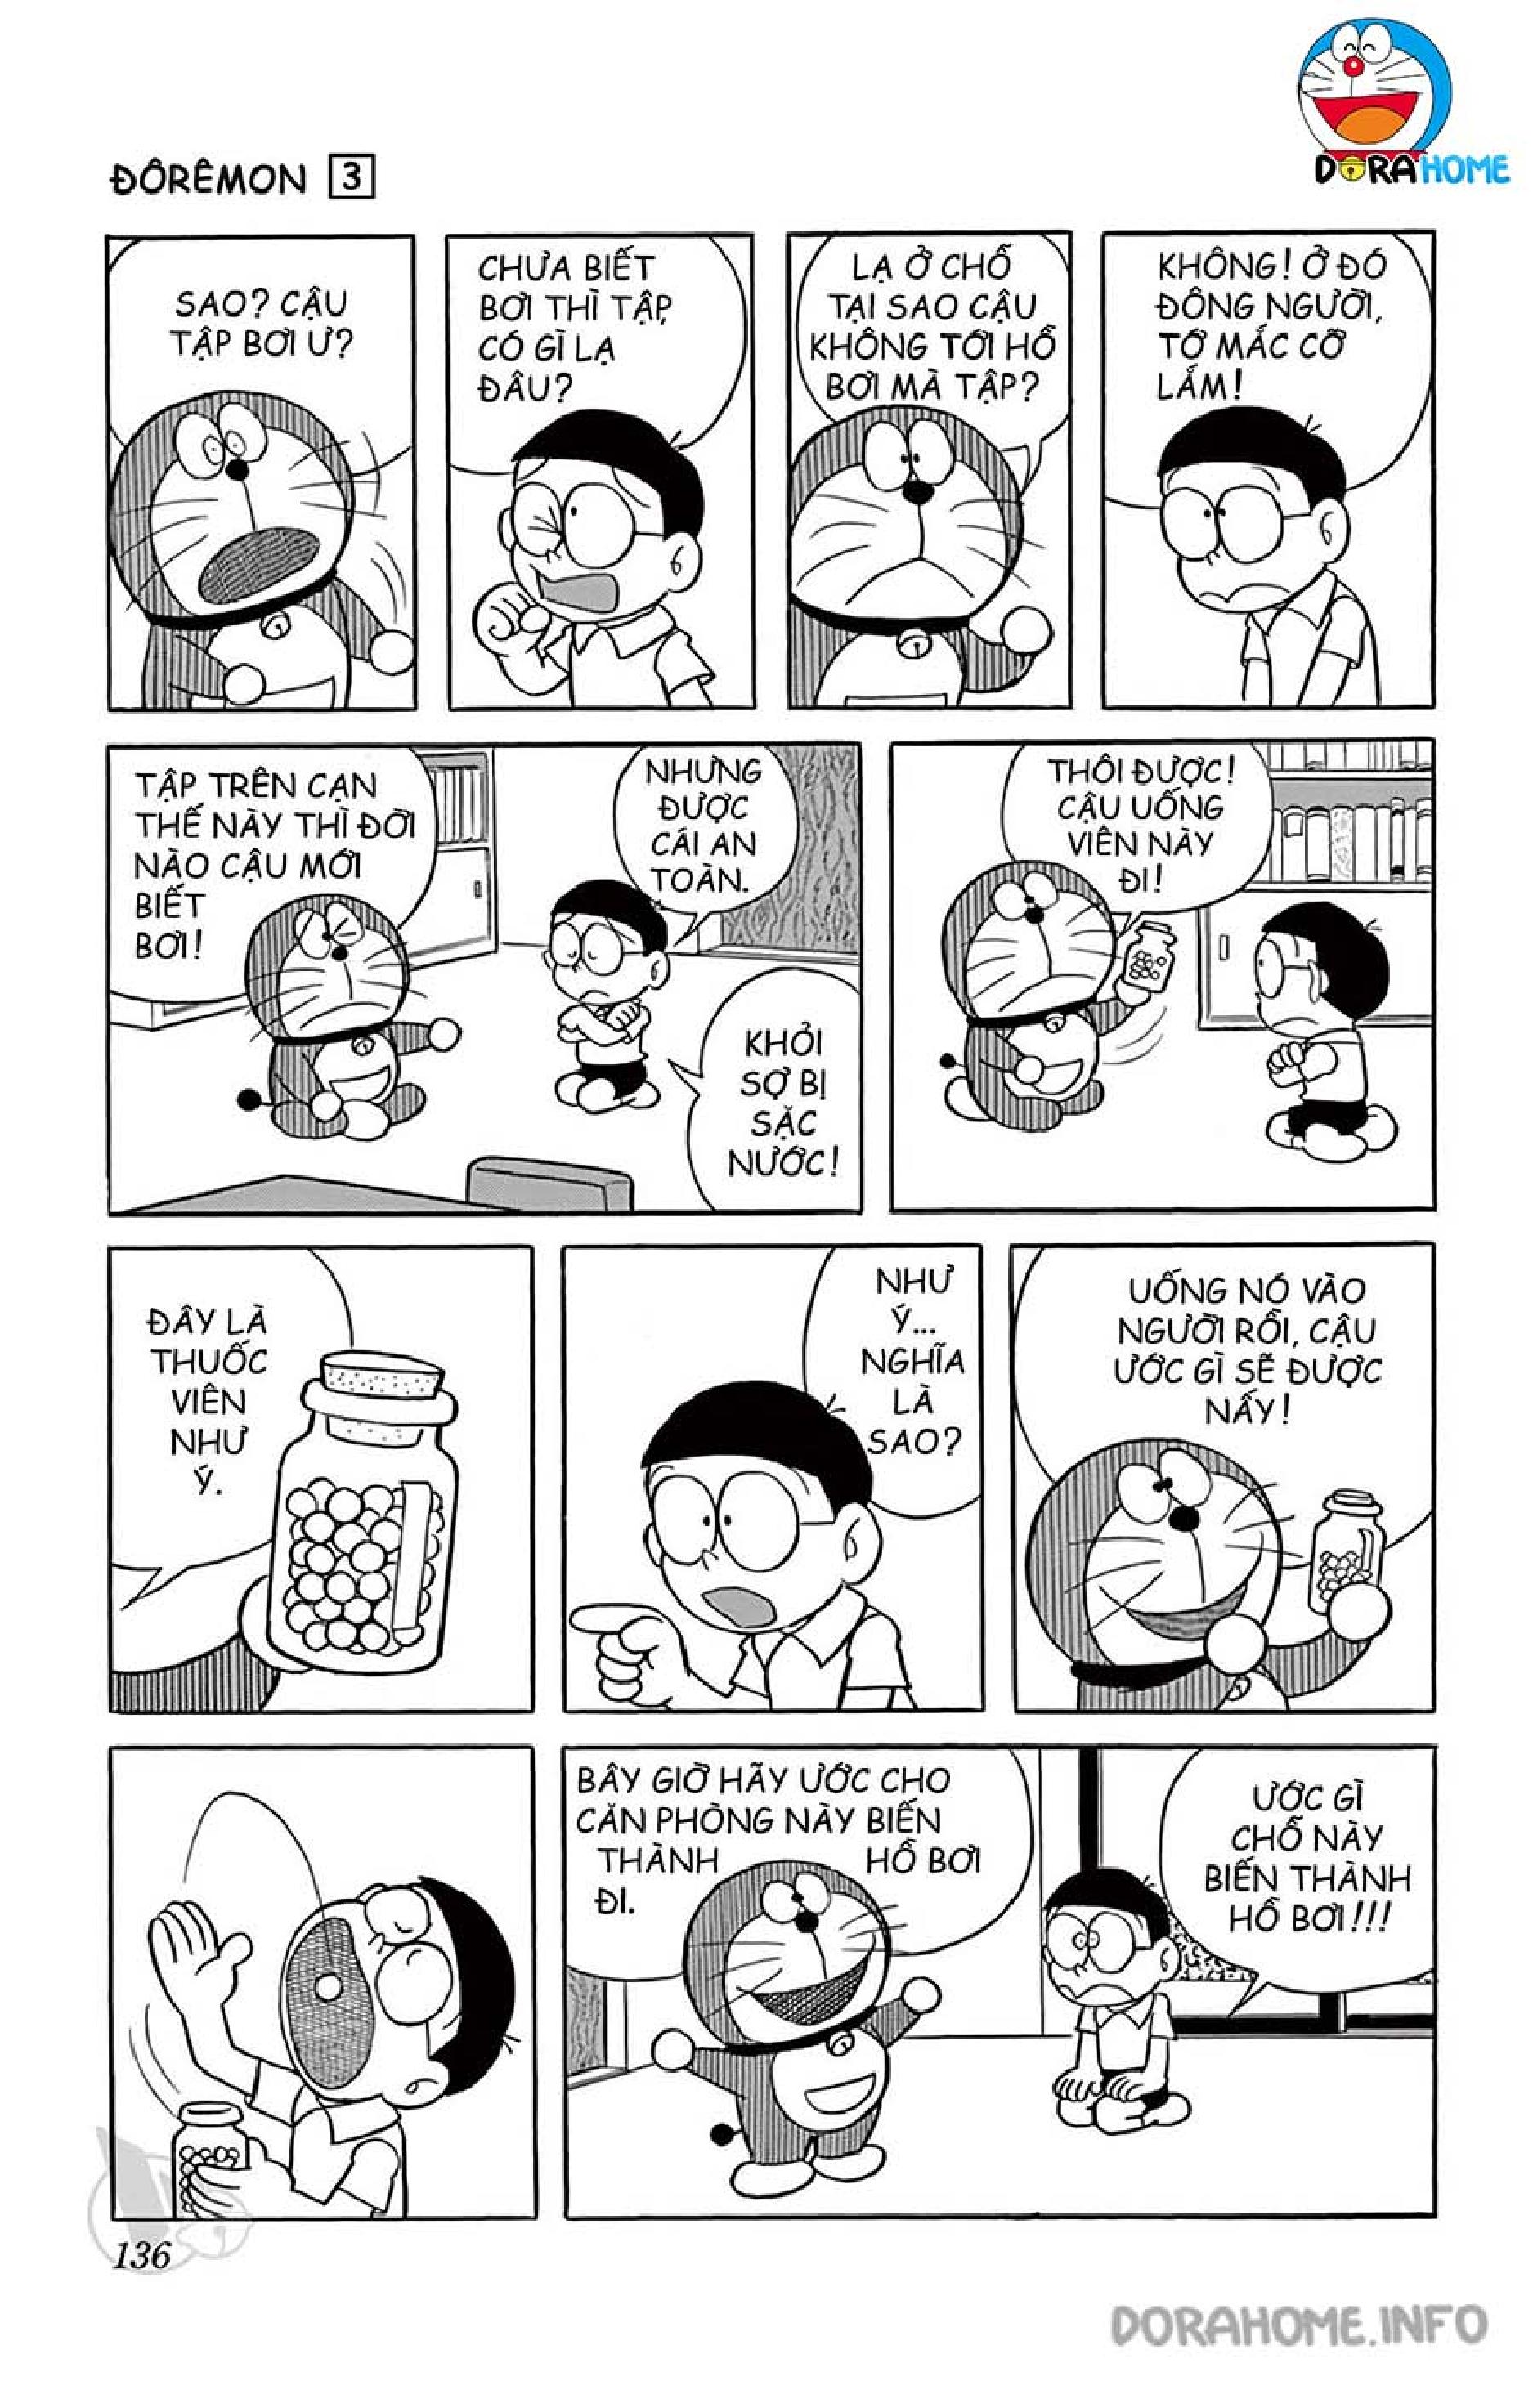 DORAHOME
ĐÔRÊMON 3
SAO? CẬU
TẬP BƠI Ư?
CHƯA BIẾT
BƠI THÌ TẬP,
CÓ GÌ LẠ
ĐÂU?
LẠ Ở CHỖ
TẠI SAO CẬU
KHÔNG TỚI HỒ
BƠI MÀ TẬP?
KHÔNG! Ở ĐÓ
ĐÔNG NGƯỜI,
TỚ MẮC CỠ
LẮM!
TẬP TRÊN CẠN
THẾ NÀY THÌ ĐỜI
NÀO CẬU MỚI
BIẾT
BƠI!
NHƯNG
ĐƯỢC
CÁI AN
TOÀN.
KHỎI
SỢ BỊ
SẶC
NƯỚC!
THÔI ĐƯỢC!
CẬU UỐNG
VIÊN NÀY
ĐI!
ĐÂY LÀ
THUỐC
VIÊN
NHƯ
Ý.
NHƯ
Ý...
NGHĨA
LÀ
SAO?
UỐNG NÓ VÀO
NGƯỜI RỒI, CẬU
ƯỚC GÌ SẼ ĐƯỢC
NẤY!
BÂY GIỜ HÃY ƯỚC CHO
CĂN PHÒNG NÀY BIẾN
THÀNH HỒ BƠI
ĐI.
ƯỚC GÌ
CHỖ NÀY
BIẾN THÀNH
HỒ BƠI!!!
136
DORAHOME.INFO